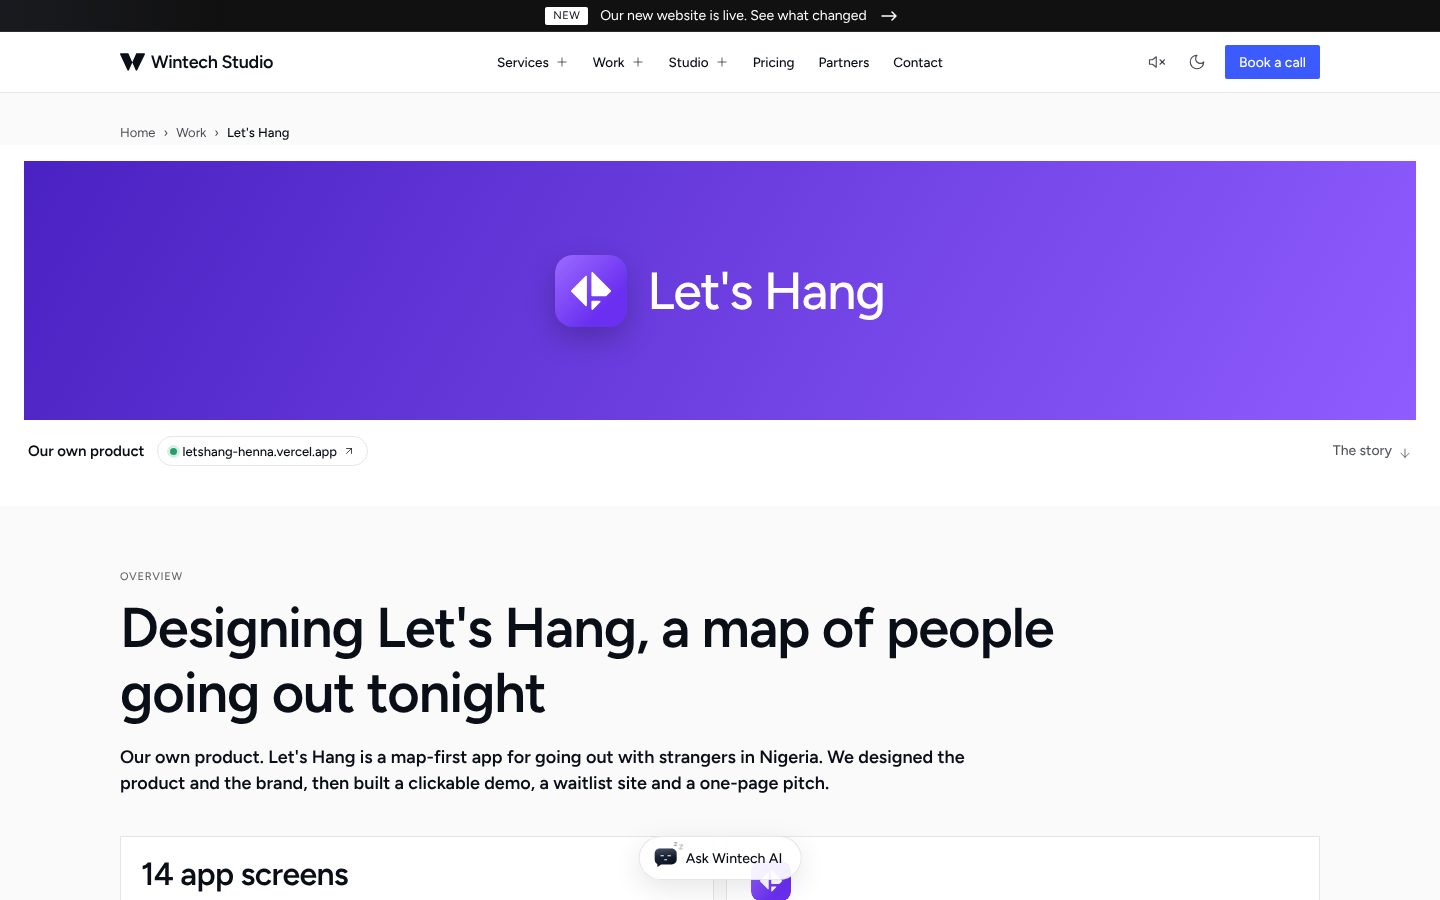 NEW Our new website is live. See what changed
Wintech Studio
Services Work Studio Pricing Partners Contact
Book a call
Home › Work › Let's Hang
Let's Hang
Our own product letshang-henna.vercel.app
The story
OVERVIEW
Designing Let's Hang, a map of people
going out tonight
Our own product. Let's Hang is a map-first app for going out with strangers in Nigeria. We designed the
product and the brand, then built a clickable demo, a waitlist site and a one-page pitch.
14 app screens
z z
Ask Wintech AI